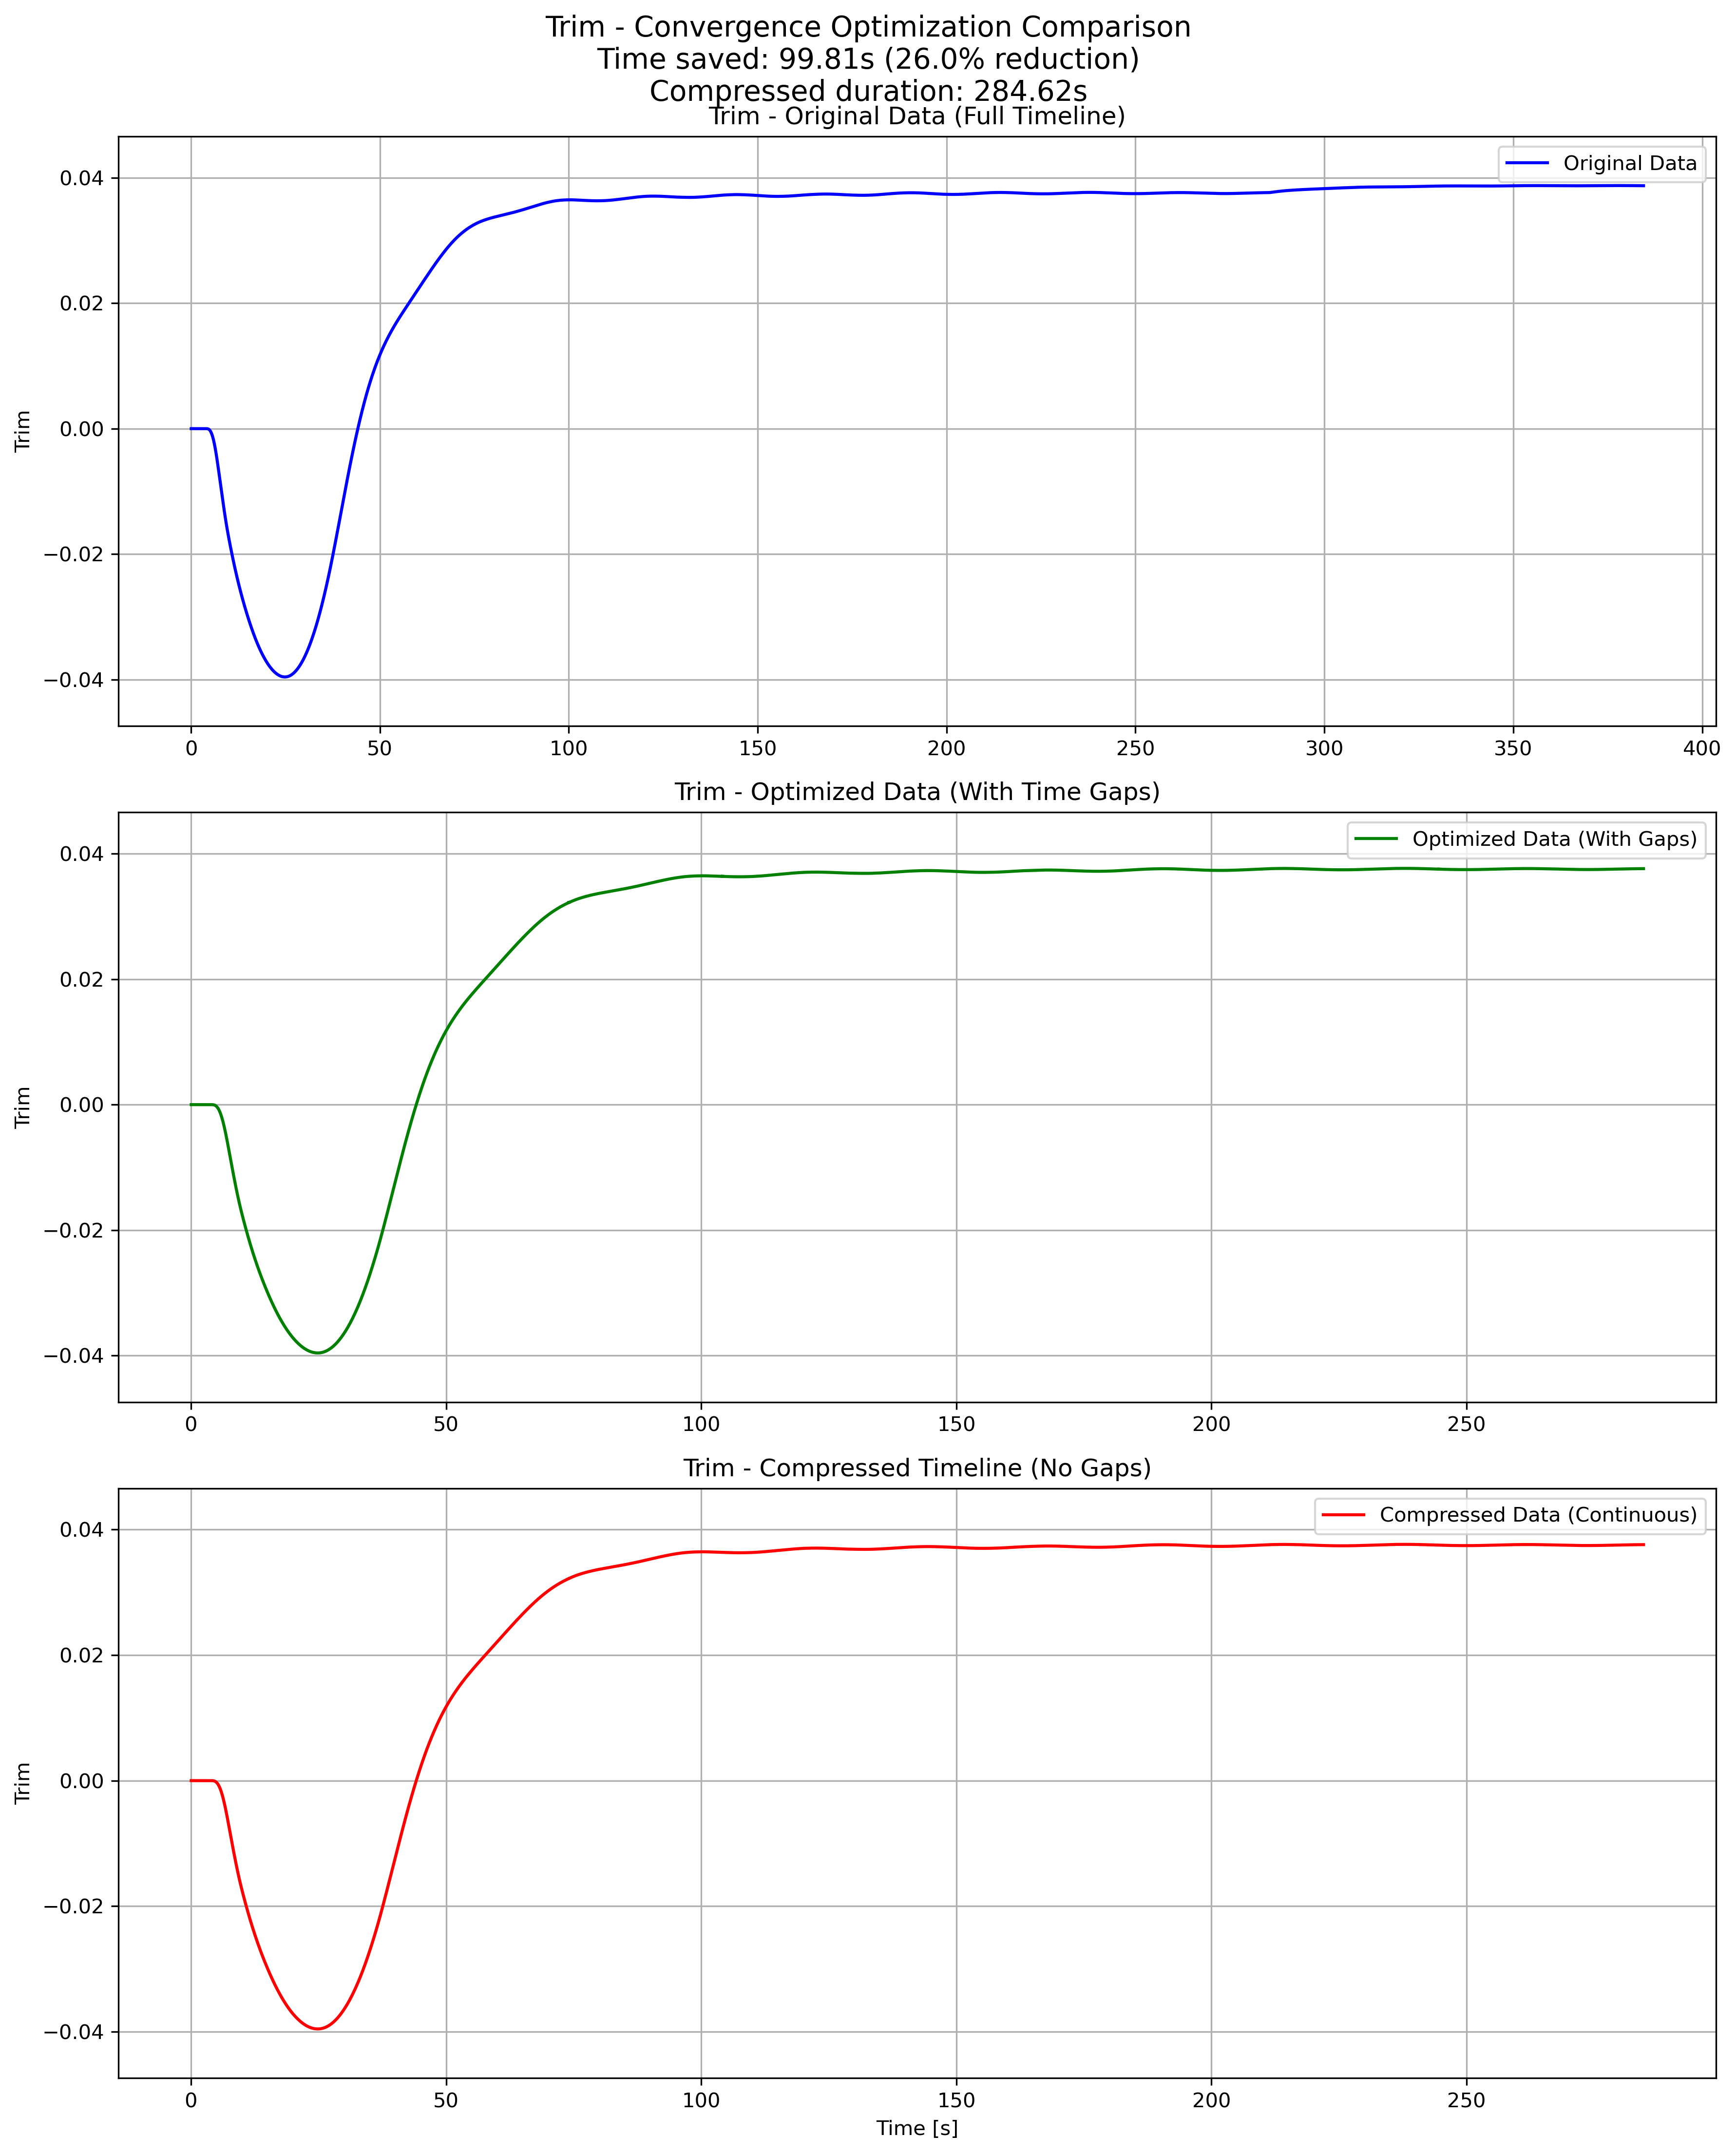 Trim - Convergence Optimization Comparison
Time saved: 99.81s (26.0% reduction)
Compressed duration: 284.62s
Trim - Original Data (Full Timeline)
Original Data
0.04
0.02
0.00
−0.02
−0.04
Trim
0 50 100 150 200 250 300 350 400
Trim - Optimized Data (With Time Gaps)
Optimized Data (With Gaps)
0.04
0.02
0.00
−0.02
−0.04
Trim
0 50 100 150 200 250
Trim - Compressed Timeline (No Gaps)
Compressed Data (Continuous)
0.04
0.02
0.00
−0.02
−0.04
Trim
0 50 100 150 200 250
Time [s]